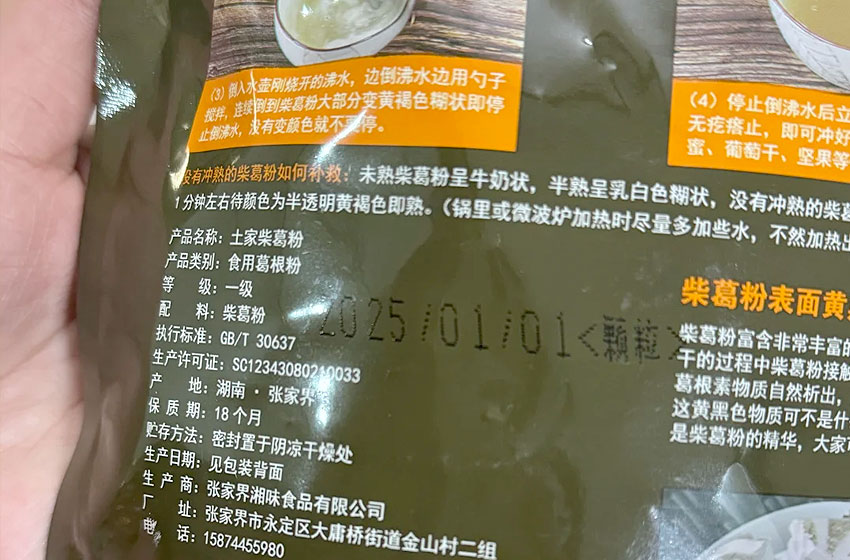 （3）倒入水壶刚烧开的沸水，边倒沸水边用勺子
搅拌，连续倒到柴葛粉大部分变黄褐色糊状即停
止倒沸水，没有变颜色就不要停。
（4）停止倒沸水后立
无疙瘩止，即可冲好
蜜、葡萄干、坚果等
没有冲熟的柴葛粉如何补救：未熟柴葛粉呈牛奶状，半熟呈乳白色糊状，没有冲熟的柴葛
1分钟左右待颜色为半透明黄褐色即熟。（锅里或微波炉加热时尽量多加些水，不然加热出
产品名称：土家柴葛粉
产品类别：食用葛根粉
等 级：一级
配 料：柴葛粉
执行标准：GB/T 30637
生产许可证：SC12343080210033
产 地：湖南·张家界
保 质 期：18个月
贮存方法：密封置于阴凉干燥处
生产日期：见包装背面
生 产 商：张家界湘味食品有限公司
厂 址：张家界市永定区大庸桥街道金山村二组
电 话：15874455980
2025/01/01<颗粒>
柴葛粉表面黄
柴葛粉富含非常丰富的
干的过程中柴葛粉接触
葛根素物质自然析出，
这黄黑色物质可不是什
是柴葛粉的精华，大家可